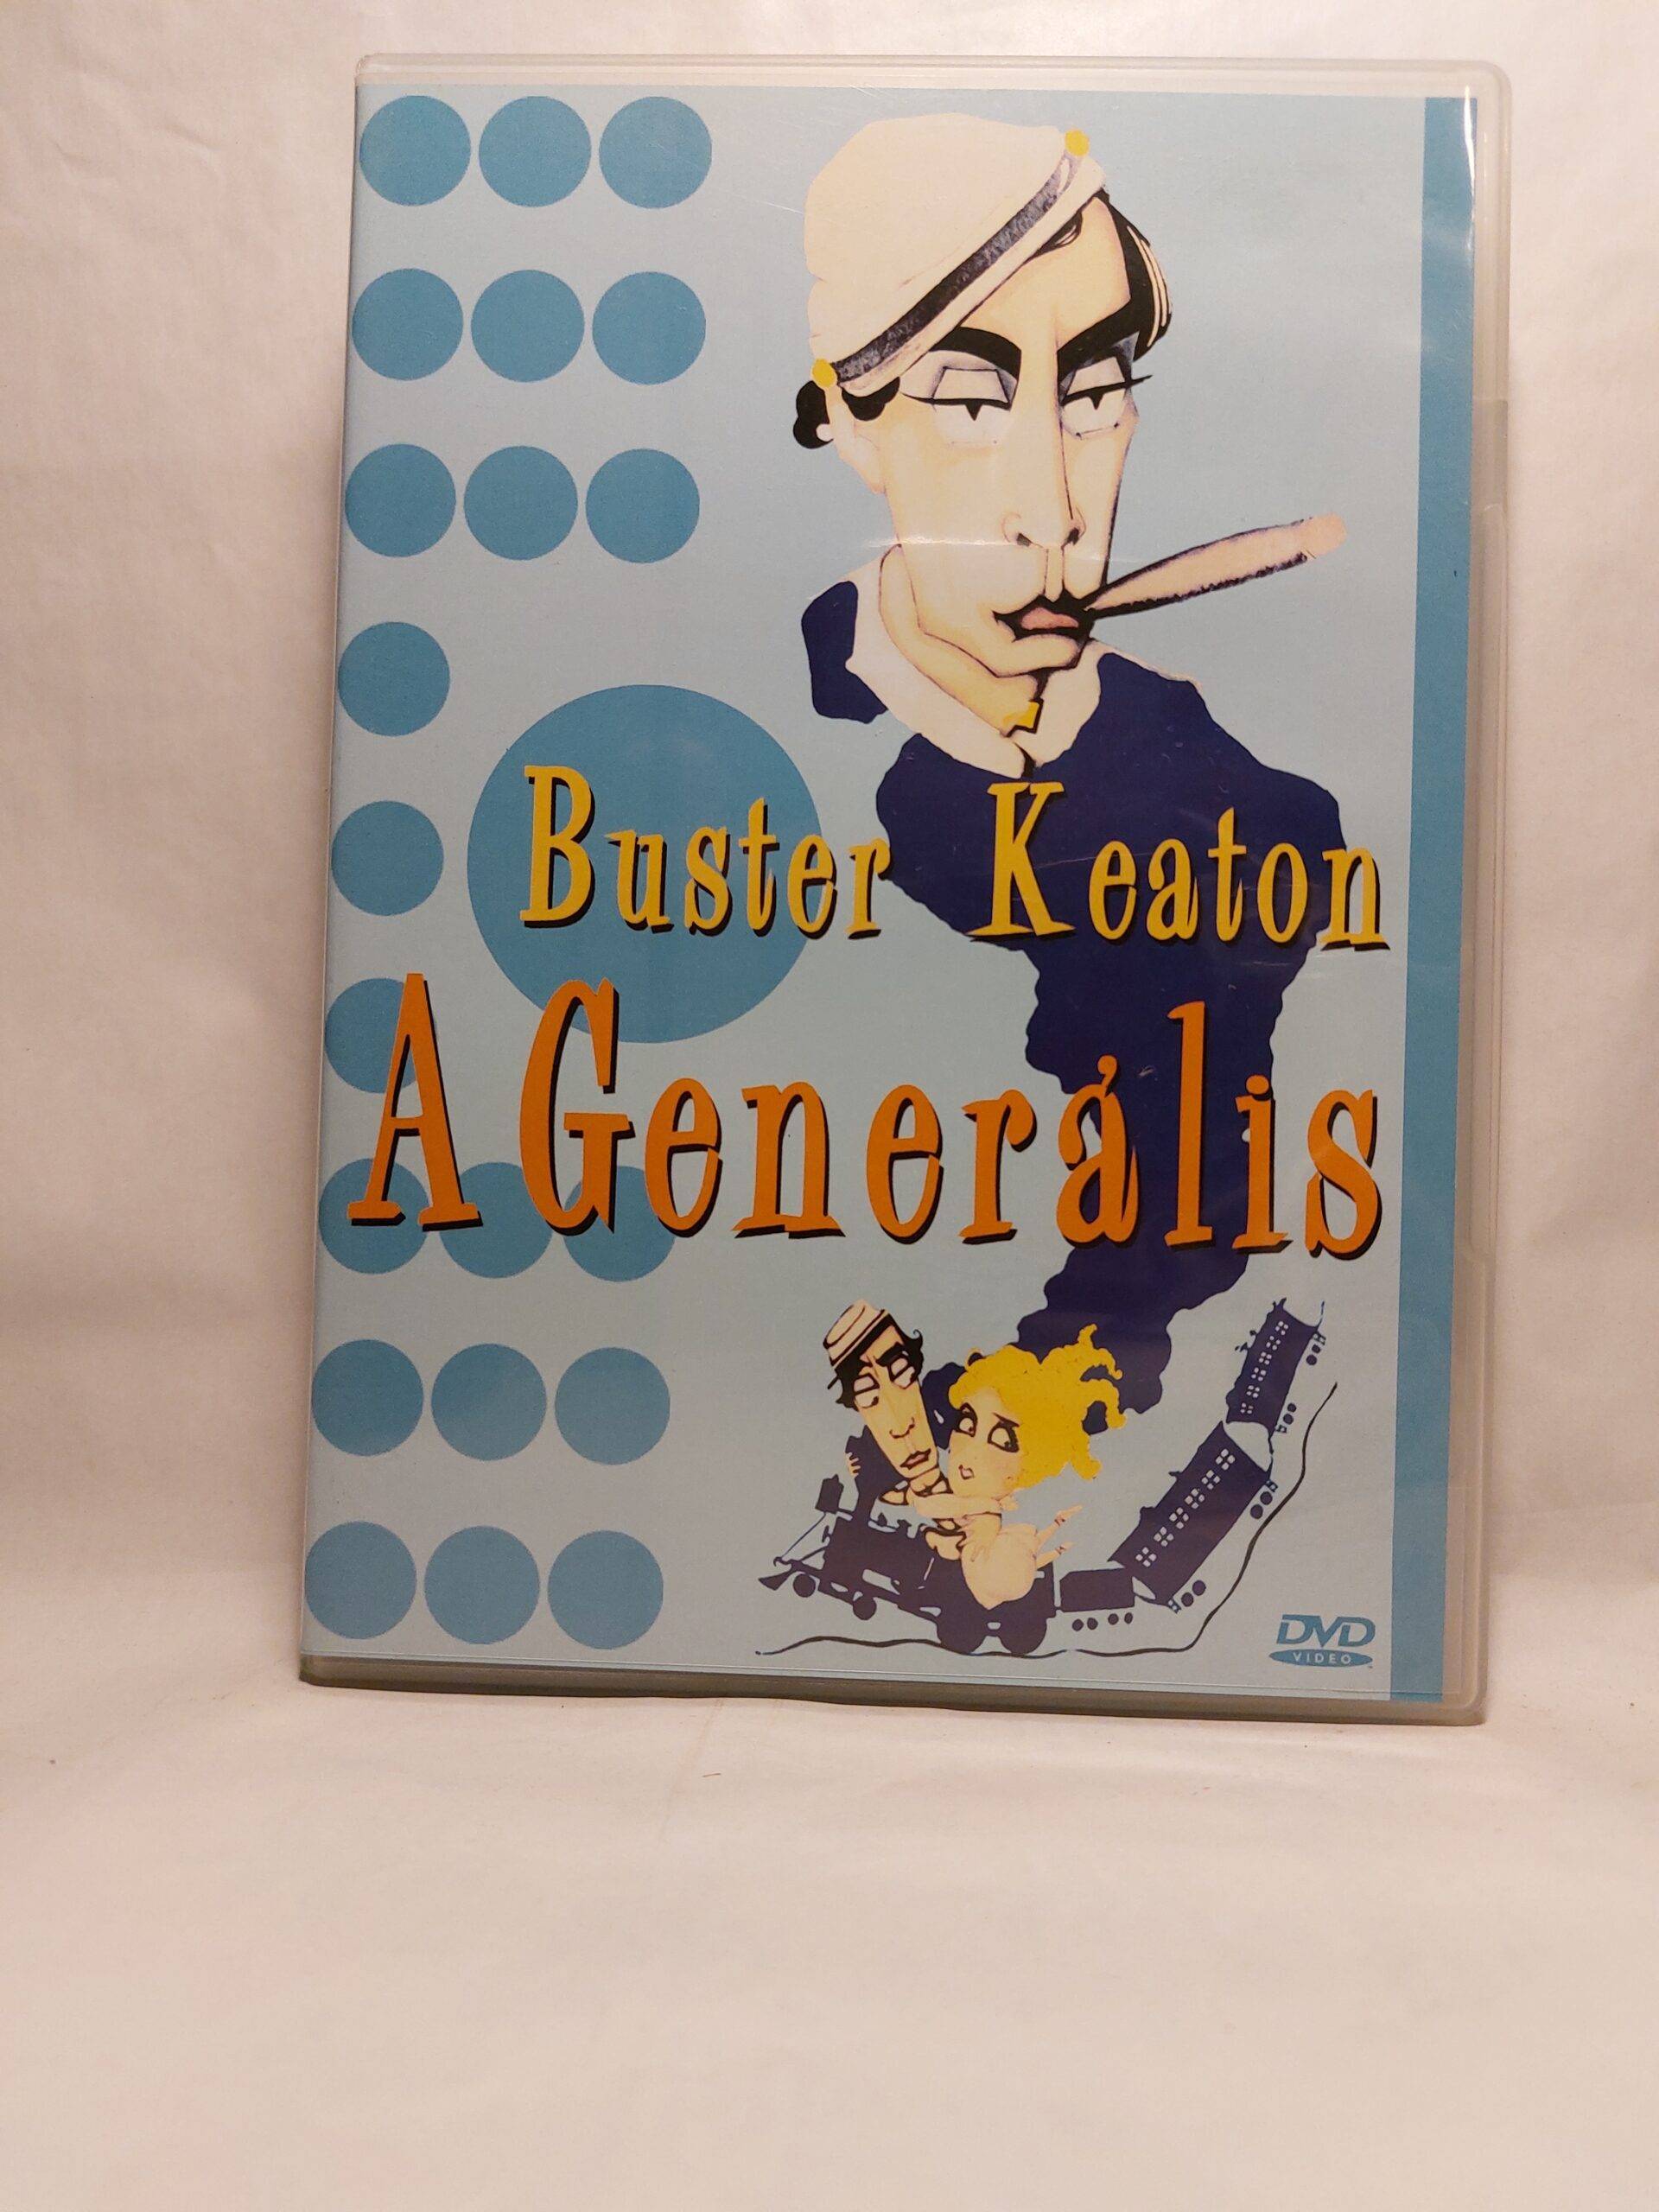 Buster Keaton
A Generális
DVD
VIDEO